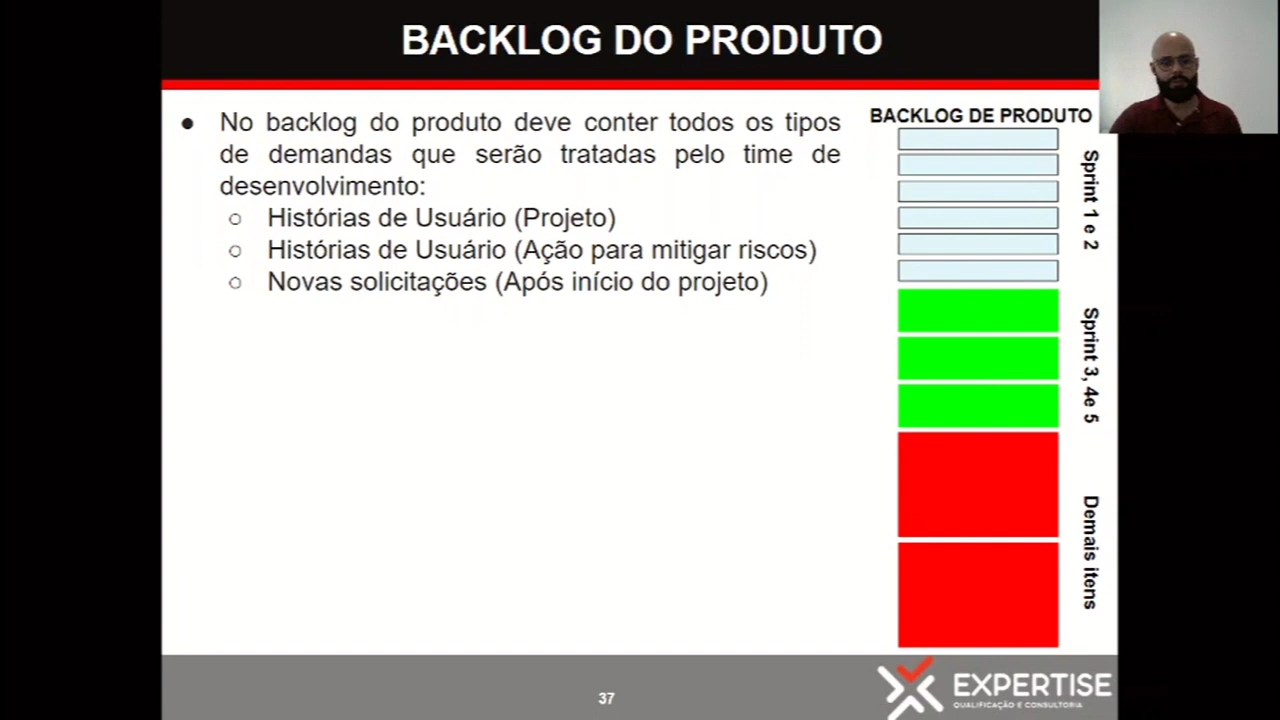 BACKLOG DO PRODUTO
● No backlog do produto deve conter todos os tipos
de demandas que serão tratadas pelo time de
desenvolvimento:
○ Histórias de Usuário (Projeto)
○ Histórias de Usuário (Ação para mitigar riscos)
○ Novas solicitações (Após início do projeto)
BACKLOG DE PRODUTO
Sprint 1 e 2
Sprint 3, 4e 5
Demais itens
37
EXPERTISE
QUALIFICAÇÃO E CONSULTORIA